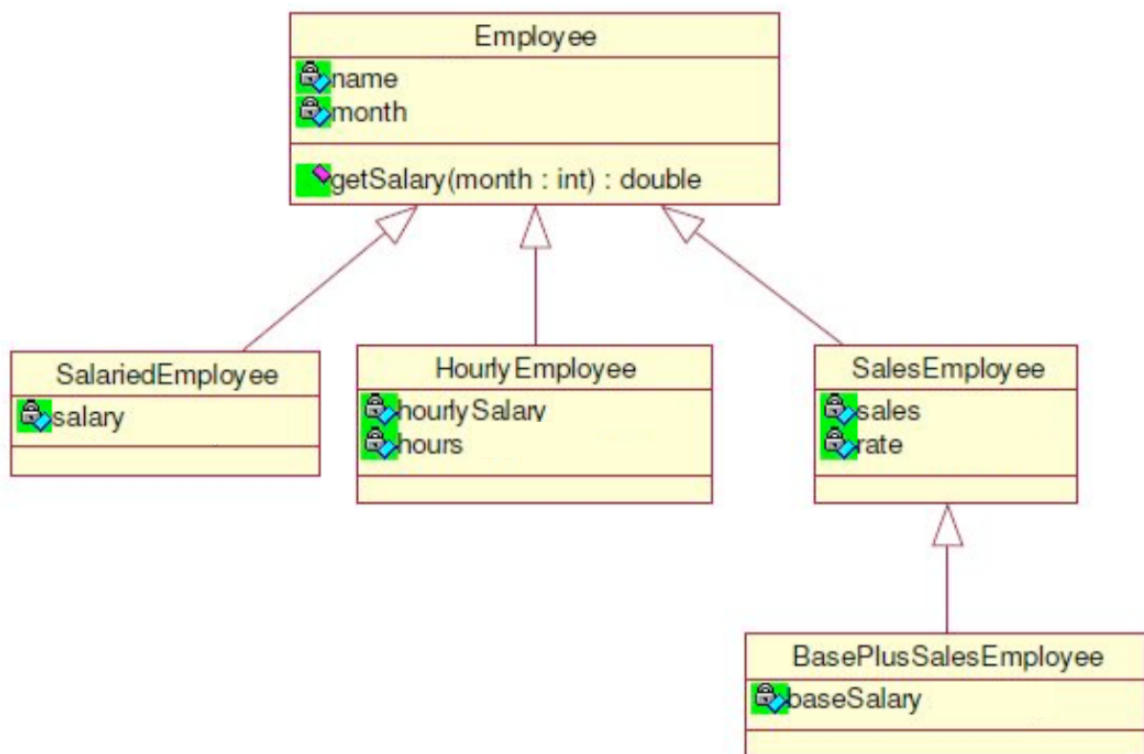 Employee
name
month
getSalary(month : int) : double
SalariedEmployee
salary
HourlyEmployee
hourlySalary
hours
SalesEmployee
sales
rate
BasePlusSalesEmployee
baseSalary